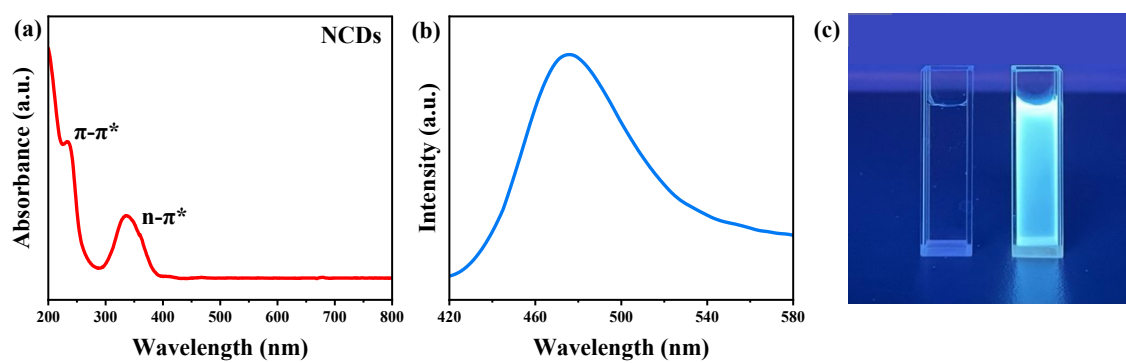 (a)
NCDs
π-π*
n-π*
Absorbance (a.u.)
200 300 400 500 600 700 800
Wavelength (nm)
(b)
Intensity (a.u.)
420 460 500 540 580
Wavelength (nm)
(c)